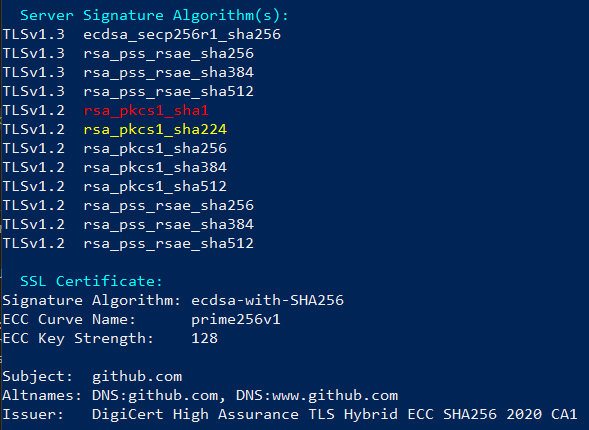 Server Signature Algorithm(s):
TLSv1.3  ecdsa_secp256r1_sha256
TLSv1.3  rsa_pss_rsae_sha256
TLSv1.3  rsa_pss_rsae_sha384
TLSv1.3  rsa_pss_rsae_sha512
TLSv1.2  rsa_pkcs1_sha1
TLSv1.2  rsa_pkcs1_sha224
TLSv1.2  rsa_pkcs1_sha256
TLSv1.2  rsa_pkcs1_sha384
TLSv1.2  rsa_pkcs1_sha512
TLSv1.2  rsa_pss_rsae_sha256
TLSv1.2  rsa_pss_rsae_sha384
TLSv1.2  rsa_pss_rsae_sha512
SSL Certificate:
Signature Algorithm: ecdsa-with-SHA256
ECC Curve Name:      prime256v1
ECC Key Strength:    128
Subject:  github.com
Altnames: DNS:github.com, DNS:www.github.com
Issuer:   DigiCert High Assurance TLS Hybrid ECC SHA256 2020 CA1